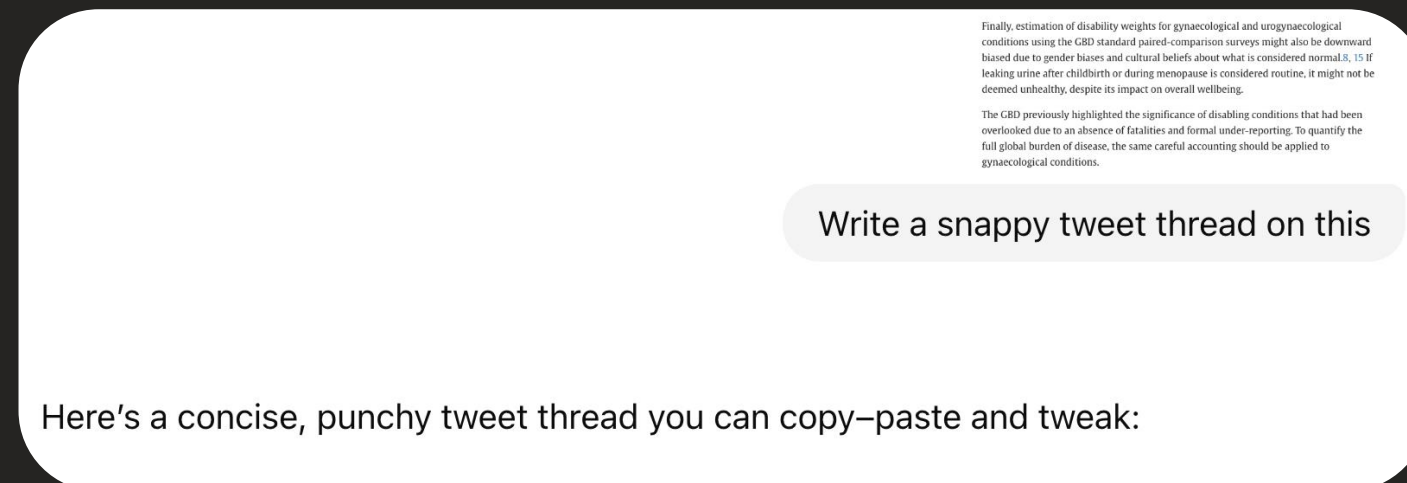 Finally, estimation of disability weights for gynaecological and urogynaecological
conditions using the GBD standard paired-comparison surveys might also be downward
biased due to gender biases and cultural beliefs about what is considered normal.8, 15 If
leaking urine after childbirth or during menopause is considered routine, it might not be
deemed unhealthy, despite its impact on overall wellbeing.
The GBD previously highlighted the significance of disabling conditions that had been
overlooked due to an absence of fatalities and formal under-reporting. To quantify the
full global burden of disease, the same careful accounting should be applied to
gynaecological conditions.
Write a snappy tweet thread on this
Here’s a concise, punchy tweet thread you can copy–paste and tweak: